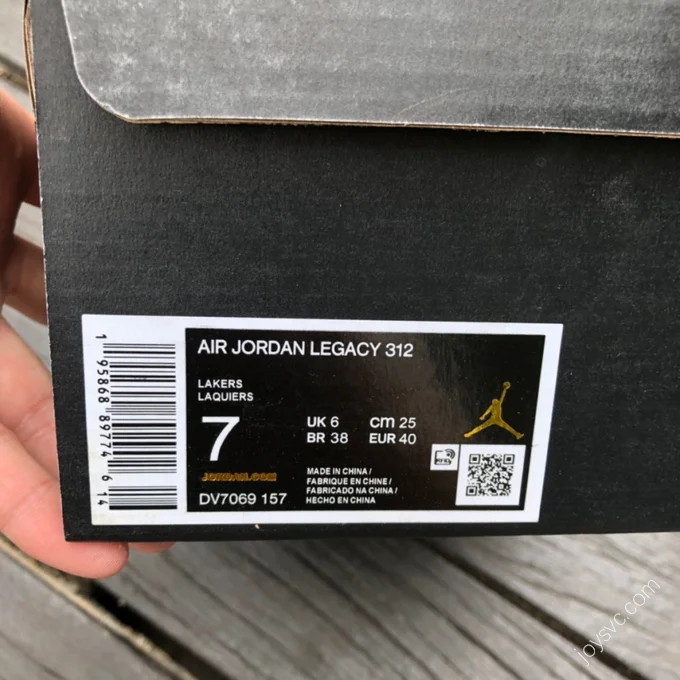 AIR JORDAN LEGACY 312
LAKERS
LAQUIERS
7
UK 6 cm 25
BR 38 EUR 40
JORDAN.COM
DV7069 157
MADE IN CHINA /
FABRIQUE EN CHINE /
FABRICADO NA CHINA /
HECHO EN CHINA
1 95868 89774 6 14
joysvc.com